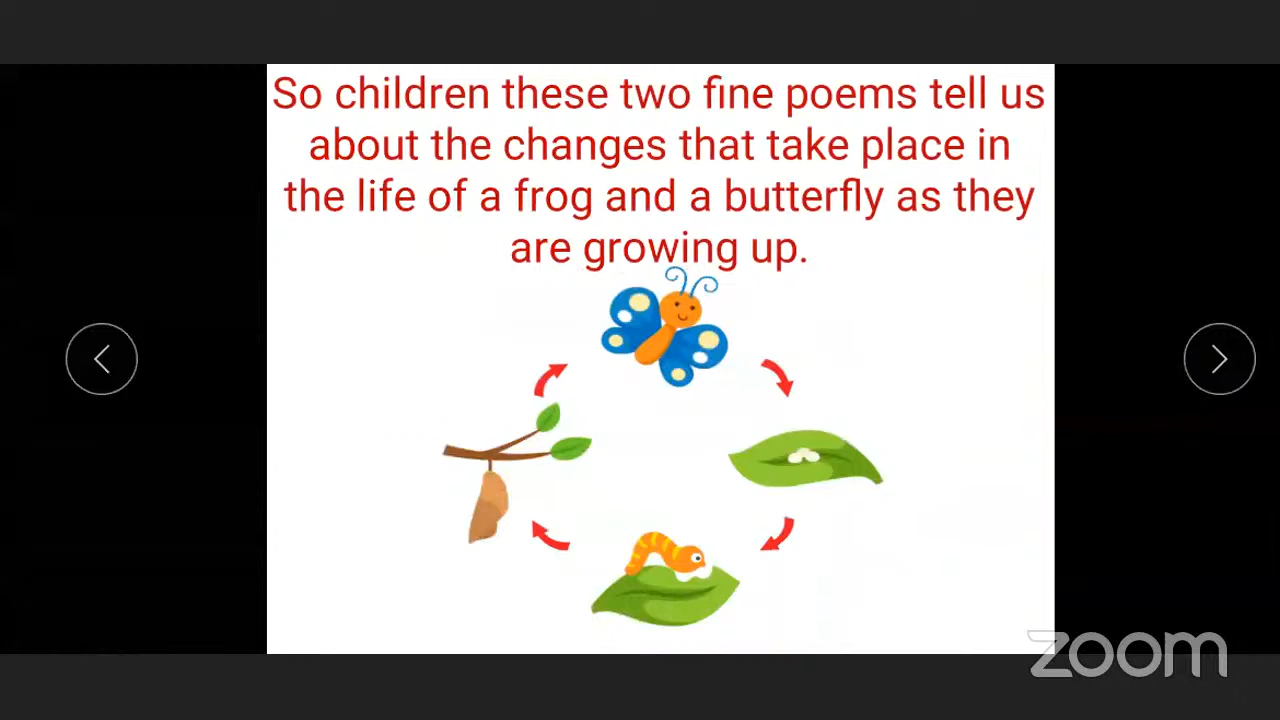 So children these two fine poems tell us
about the changes that take place in
the life of a frog and a butterfly as they
are growing up.
zoom